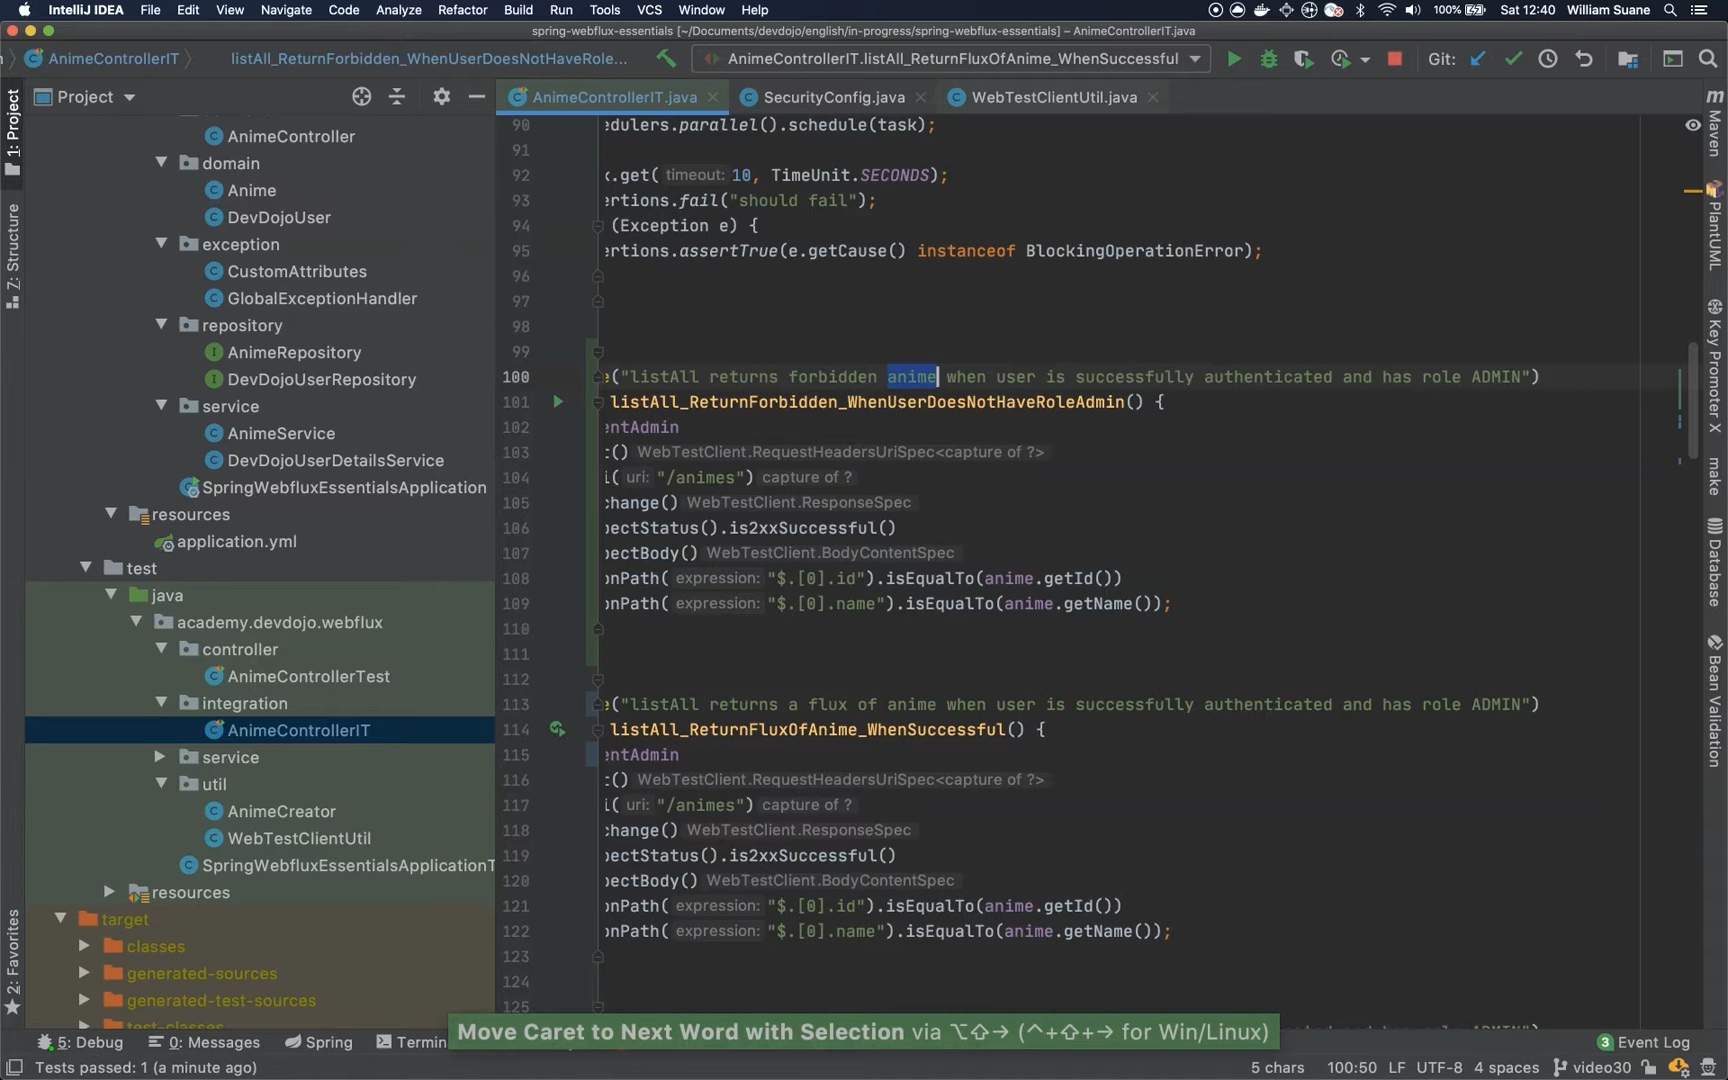 IntelliJ IDEA File Edit View Navigate Code Analyze Refactor Build Run Tools VCS Window Help 100% Sat 12:40 William Suane
spring-webflux-essentials [~/Documents/devdojo/english/in-progress/spring-webflux-essentials] – AnimeControllerIT.java
AnimeControllerIT listAll_ReturnForbidden_WhenUserDoesNotHaveRole... AnimeControllerIT.listAll_ReturnFluxOfAnime_WhenSuccessful Git:
Project
AnimeControllerIT.java SecurityConfig.java WebTestClientUtil.java
1: Project
7: Structure
2: Favorites
AnimeController
domain
Anime
DevDojoUser
exception
CustomAttributes
GlobalExceptionHandler
repository
AnimeRepository
DevDojoUserRepository
service
AnimeService
DevDojoUserDetailsService
SpringWebfluxEssentialsApplication
resources
application.yml
test
java
academy.devdojo.webflux
controller
AnimeControllerTest
integration
AnimeControllerIT
service
util
AnimeCreator
WebTestClientUtil
SpringWebfluxEssentialsApplicationT
resources
target
classes
generated-sources
generated-test-sources
test-classes
90 edulers.parallel().schedule(task);
91
92 k.get( timeout: 10, TimeUnit.SECONDS);
93 ertions.fail("should fail");
94 (Exception e) {
95 ertions.assertTrue(e.getCause() instanceof BlockingOperationError);
96
97
98
99
100 e("listAll returns forbidden anime when user is successfully authenticated and has role ADMIN")
101 listAll_ReturnForbidden_WhenUserDoesNotHaveRoleAdmin() {
102 entAdmin
103 t() WebTestClient.RequestHeadersUriSpec<capture of ?>
104 i( uri: "/animes") capture of ?
105 change() WebTestClient.ResponseSpec
106 pectStatus().is2xxSuccessful()
107 pectBody() WebTestClient.BodyContentSpec
108 onPath( expression: "$.[0].id").isEqualTo(anime.getId())
109 onPath( expression: "$.[0].name").isEqualTo(anime.getName());
110
111
112
113 e("listAll returns a flux of anime when user is successfully authenticated and has role ADMIN")
114 listAll_ReturnFluxOfAnime_WhenSuccessful() {
115 entAdmin
116 t() WebTestClient.RequestHeadersUriSpec<capture of ?>
117 i( uri: "/animes") capture of ?
118 change() WebTestClient.ResponseSpec
119 pectStatus().is2xxSuccessful()
120 pectBody() WebTestClient.BodyContentSpec
121 onPath( expression: "$.[0].id").isEqualTo(anime.getId())
122 onPath( expression: "$.[0].name").isEqualTo(anime.getName());
123
124
125
Maven
PlantUML
Key Promoter X
make
Database
Bean Validation
Move Caret to Next Word with Selection via ⌥⇧→ (^+⇧+→ for Win/Linux)
5: Debug 0: Messages Spring Termin 3 Event Log
Tests passed: 1 (a minute ago) 5 chars 100:50 LF UTF-8 4 spaces video30